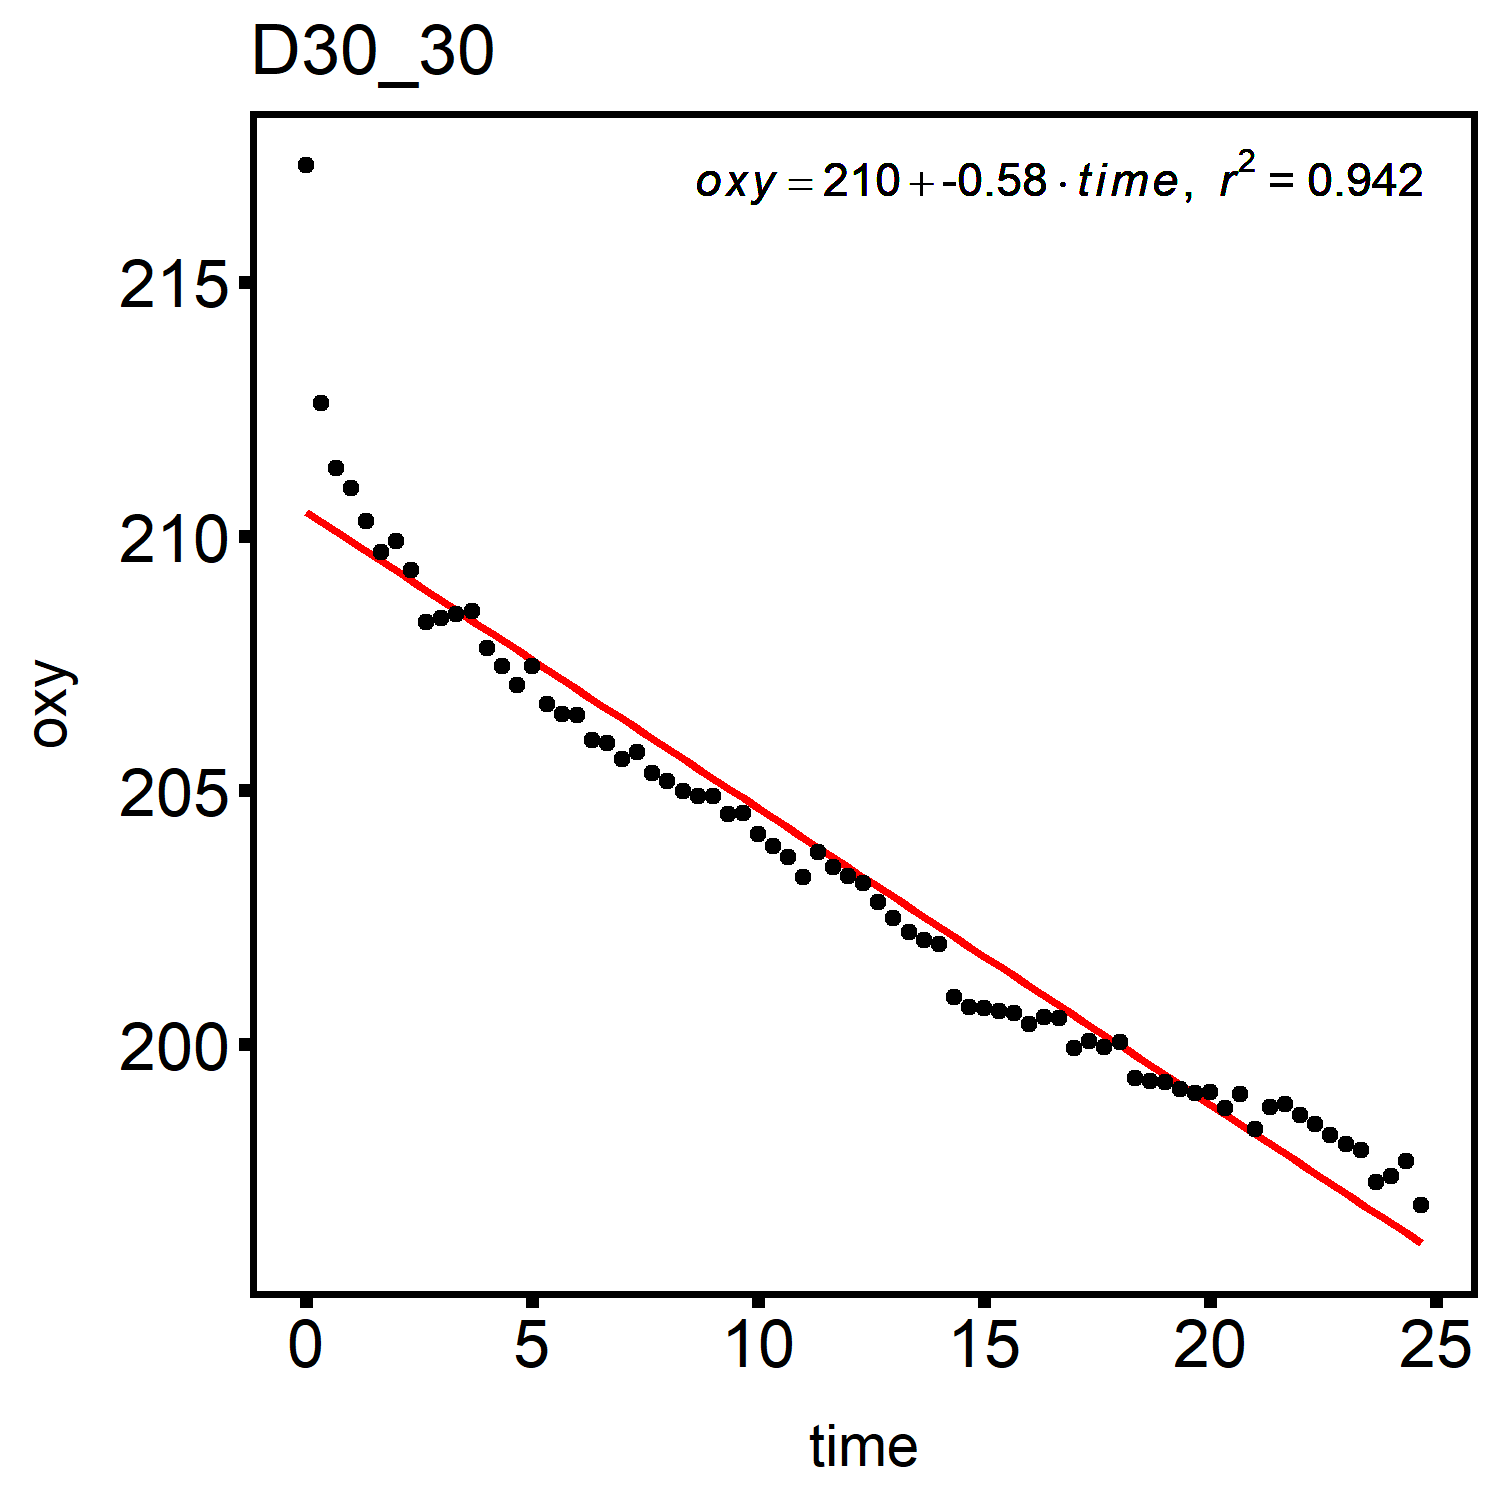 D30_30
oxy = 210 + -0.58 · time, r² = 0.942
215
210
205
200
oxy
0 5 10 15 20 25
time